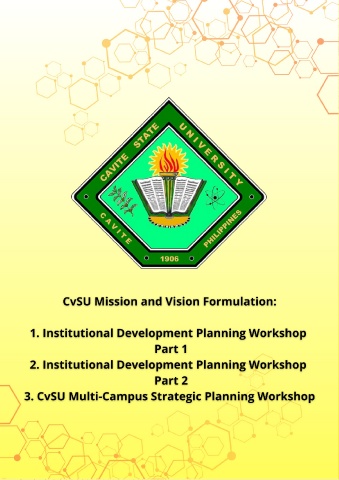 CAVITE STATE UNIVERSITY
CAVITE
1906
PHILIPPINES
CvSU Mission and Vision Formulation:
1. Institutional Development Planning Workshop
Part 1
2. Institutional Development Planning Workshop
Part 2
3. CvSU Multi-Campus Strategic Planning Workshop